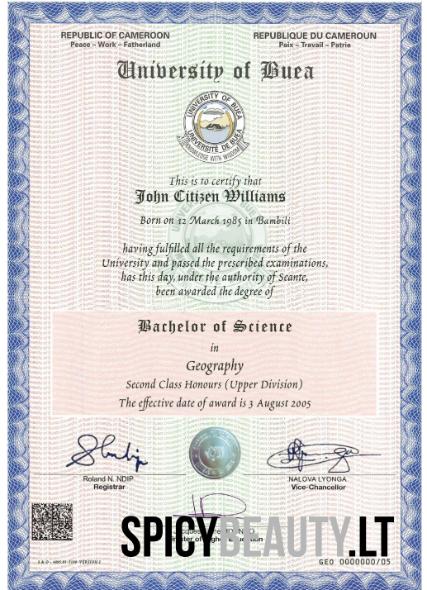 REPUBLIC OF CAMEROON
Peace – Work – Fatherland
REPUBLIQUE DU CAMEROUN
Paix – Travail – Patrie
University of Buea
UNIVERSITY OF BUEA
UNIVERSITÉ DE BUEA
KNOWLEDGE WITH WISDOM
This is to certify that
John Citizen Williams
Born on 12 March 1985 in Bambili
having fulfilled all the requirements of the
University and passed the prescribed examinations,
has this day, under the authority of Seante,
been awarded the degree of
Bachelor of Science
in
Geography
Second Class Honours (Upper Division)
The effective date of award is 3 August 2005
Roland N. NDIP
Registrar
NALOVA LYONGA
Vice-Chancellor
SPICYBEAUTY.LT
GEO 0000000/05